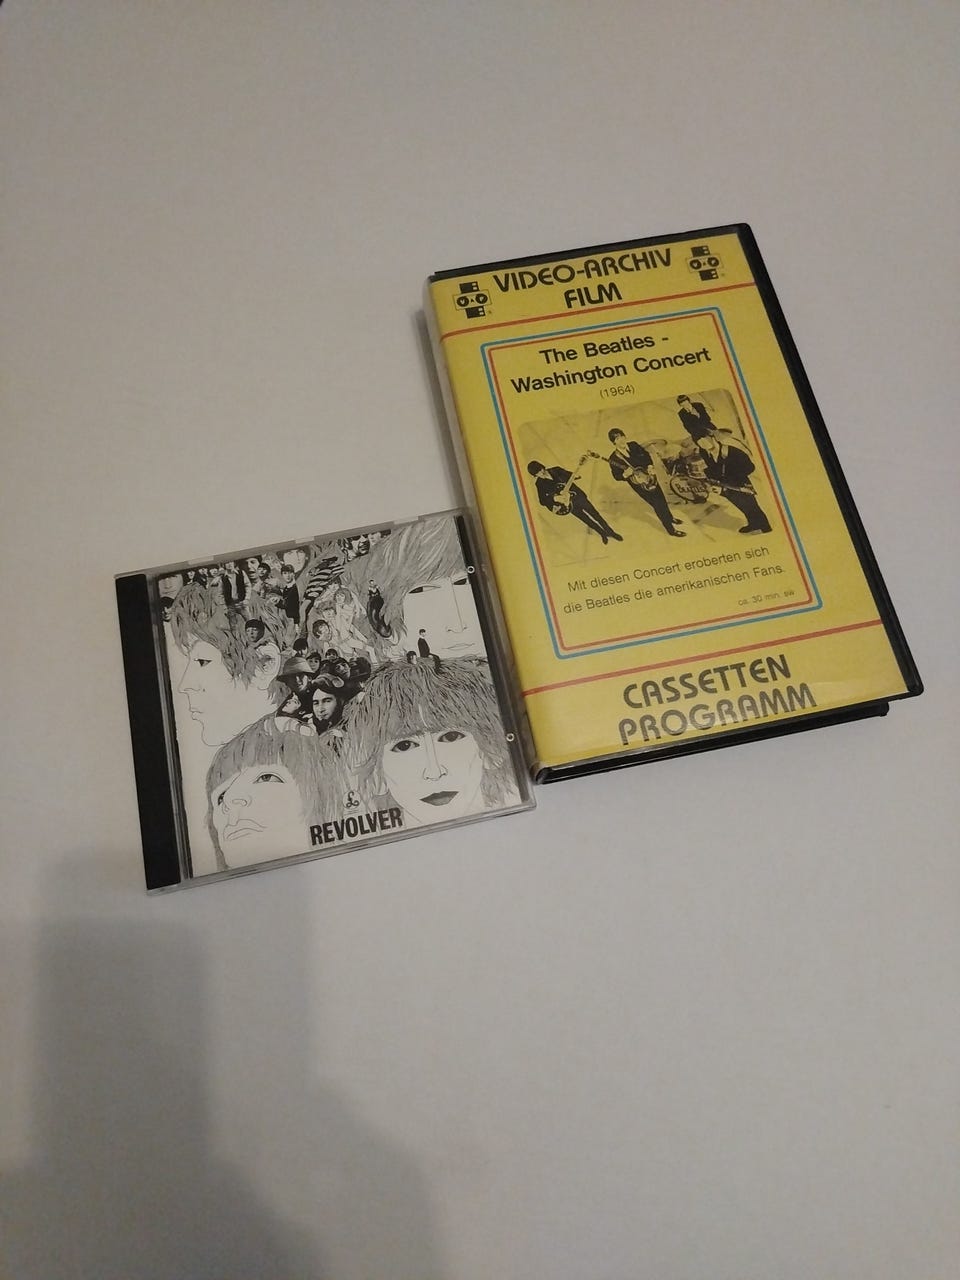 VIDEO-ARCHIV
FILM
The Beatles -
Washington Concert
(1964)
BEATLES
Mit diesen Concert eroberten sich
die Beatles die amerikanischen Fans.
ca. 30 min. sw
CASSETTEN
PROGRAMM
REVOLVER